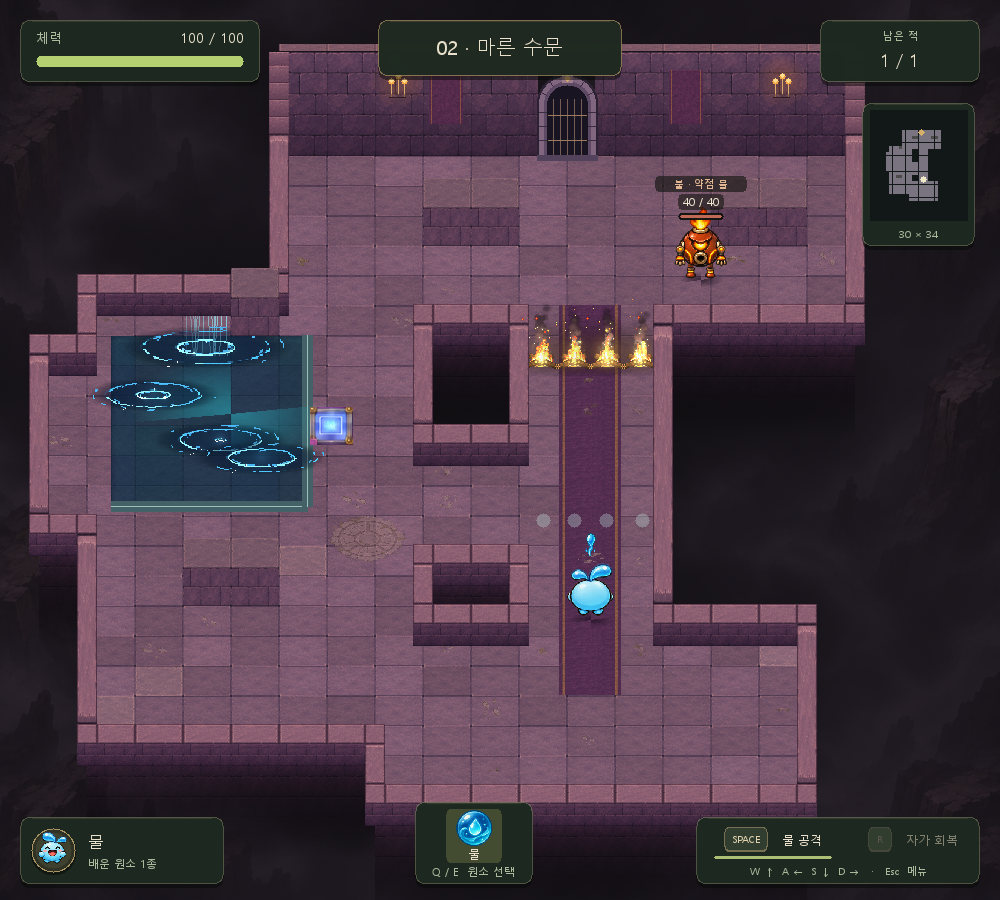 체력 100 / 100
02 · 마른 수문
남은 적
1 / 1
30 × 34
불 · 약점 물
40 / 40
물
배운 원소 1종
물
Q / E 원소 선택
SPACE 물 공격 R 자가 회복
W ↑ A ← S ↓ D → · Esc 메뉴